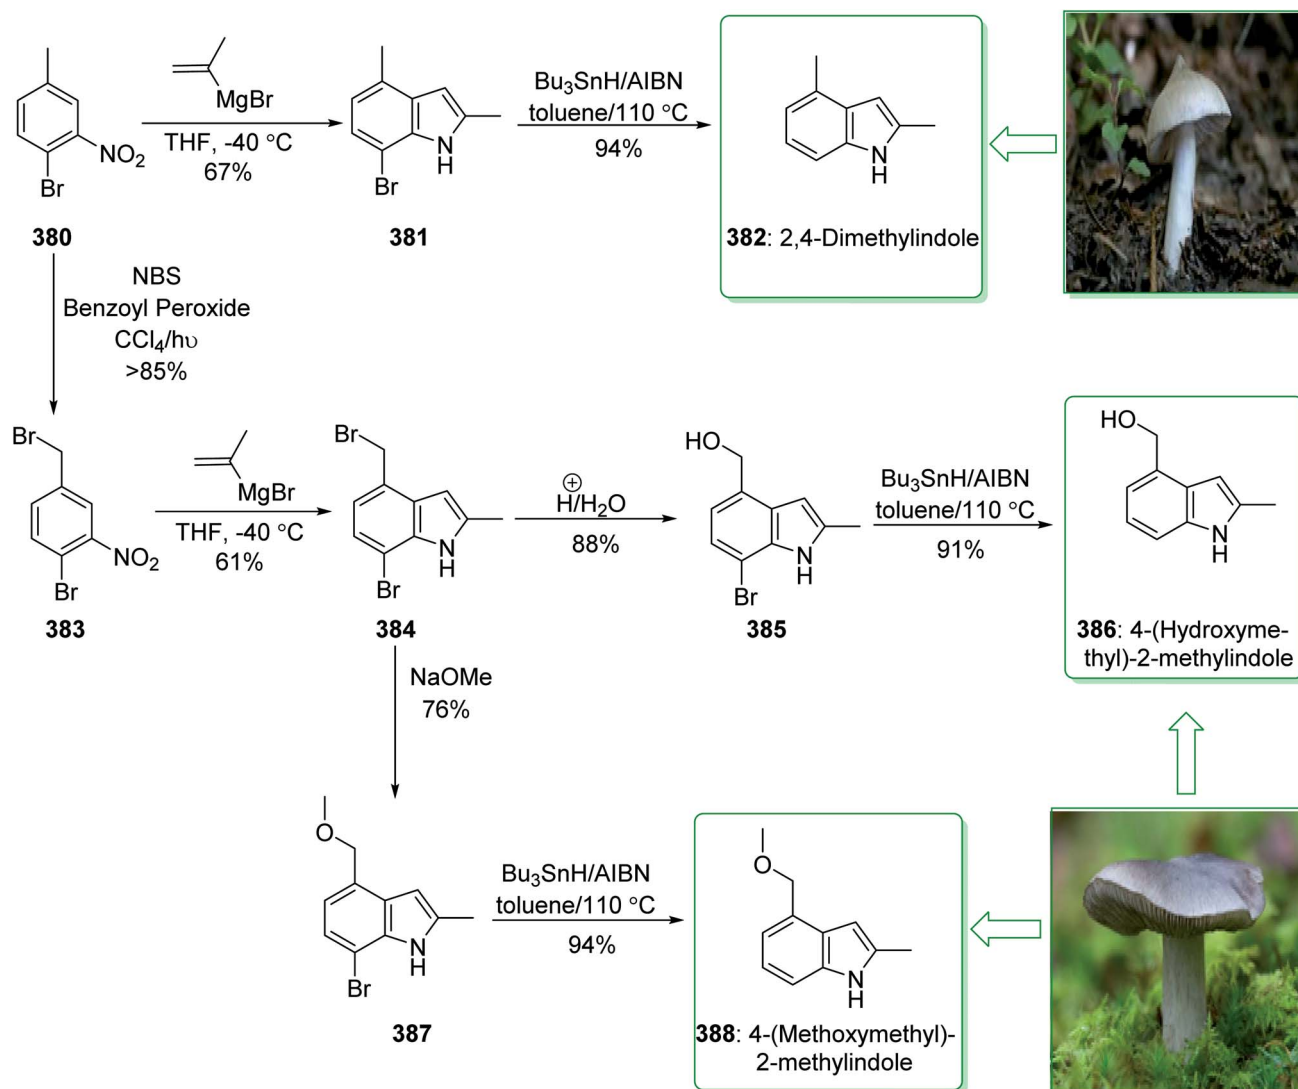 MgBr
THF, -40 °C
67%
NO₂
Br
380
N
H
Br
381
Bu₃SnH/AIBN
toluene/110 °C
94%
N
H
382: 2,4-Dimethylindole
NBS
Benzoyl Peroxide
CCl₄/hυ
>85%
Br
NO₂
Br
383
MgBr
THF, -40 °C
61%
Br
N
H
Br
384
⊕
H/H₂O
88%
HO
N
H
Br
385
Bu₃SnH/AIBN
toluene/110 °C
91%
HO
N
H
386: 4-(Hydroxyme-
thyl)-2-methylindole
NaOMe
76%
O
N
H
Br
387
Bu₃SnH/AIBN
toluene/110 °C
94%
O
N
H
388: 4-(Methoxymethyl)-
2-methylindole